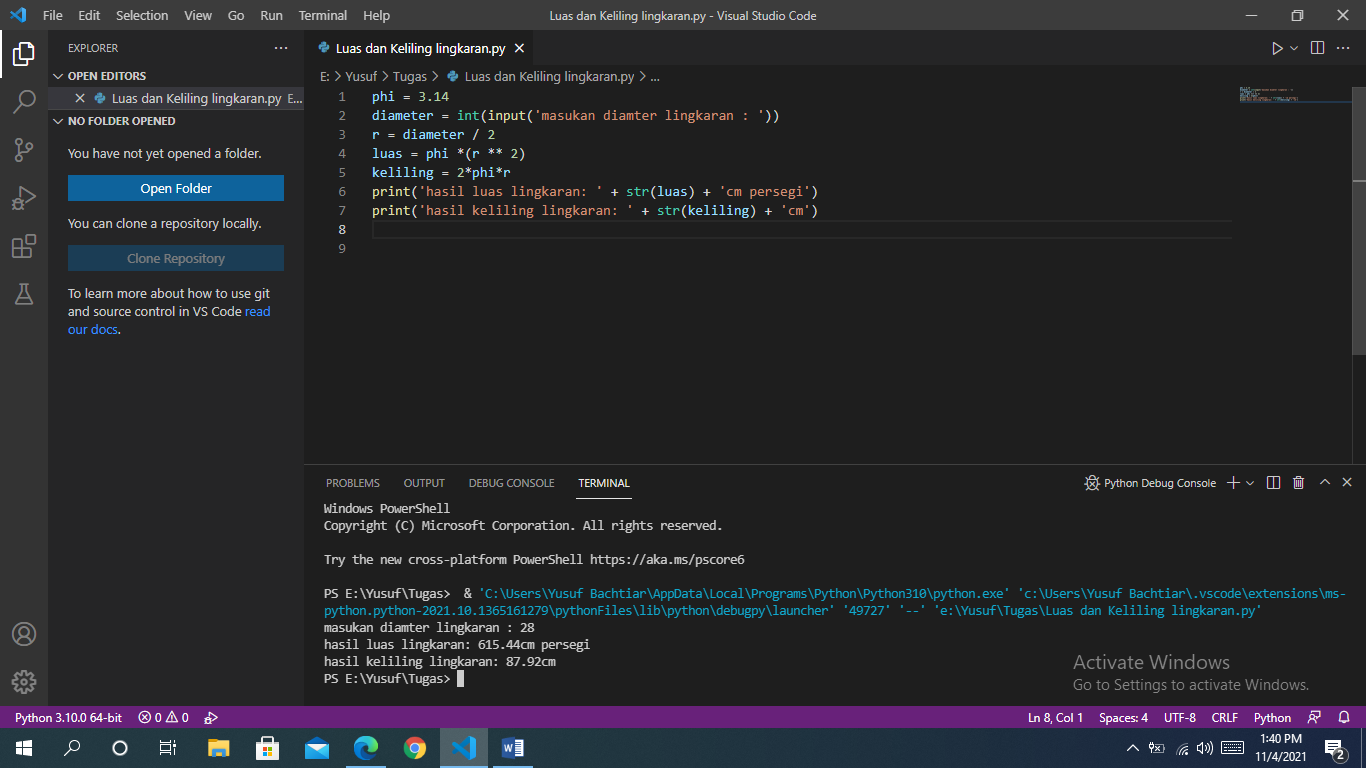 File Edit Selection View Go Run Terminal Help Luas dan Keliling lingkaran.py - Visual Studio Code
EXPLORER
OPEN EDITORS
Luas dan Keliling lingkaran.py E...
NO FOLDER OPENED
You have not yet opened a folder.
Open Folder
You can clone a repository locally.
Clone Repository
To learn more about how to use git
and source control in VS Code read
our docs.
Luas dan Keliling lingkaran.py
E: > Yusuf > Tugas > Luas dan Keliling lingkaran.py > ...
1 phi = 3.14
2 diameter = int(input('masukan diamter lingkaran : '))
3 r = diameter / 2
4 luas = phi *(r ** 2)
5 keliling = 2*phi*r
6 print('hasil luas lingkaran: ' + str(luas) + 'cm persegi')
7 print('hasil keliling lingkaran: ' + str(keliling) + 'cm')
8
9
PROBLEMS OUTPUT DEBUG CONSOLE TERMINAL Python Debug Console
Windows PowerShell
Copyright (C) Microsoft Corporation. All rights reserved.
Try the new cross-platform PowerShell https://aka.ms/pscore6
PS E:\Yusuf\Tugas>  & 'C:\Users\Yusuf Bachtiar\AppData\Local\Programs\Python\Python310\python.exe' 'c:\Users\Yusuf Bachtiar\.vscode\extensions\ms-
python.python-2021.10.1365161279\pythonFiles\lib\python\debugpy\launcher' '49727' '--' 'e:\Yusuf\Tugas\Luas dan Keliling lingkaran.py'
masukan diamter lingkaran : 28
hasil luas lingkaran: 615.44cm persegi
hasil keliling lingkaran: 87.92cm
PS E:\Yusuf\Tugas>
Activate Windows
Go to Settings to activate Windows.
Python 3.10.0 64-bit 0 0 Ln 8, Col 1 Spaces: 4 UTF-8 CRLF Python
1:40 PM
11/4/2021
2